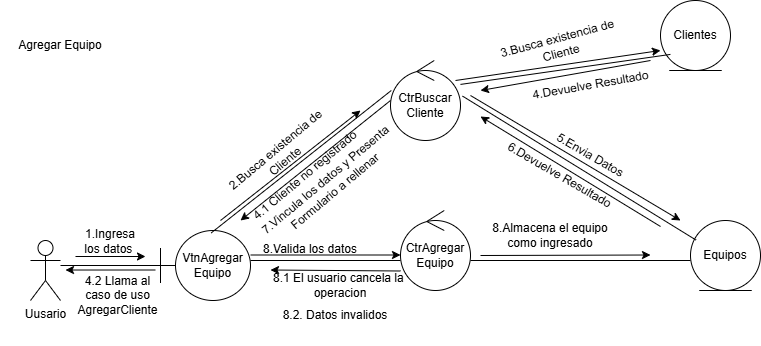 Agregar Equipo
Clientes
3.Busca existencia de
Cliente
4.Devuelve Resultado
CtrBuscar
Cliente
2.Busca existencia de
Cliente
4.1 Cliente no registrado
7.Vincula los datos y Presenta
Formulario a rellenar
5.Envia Datos
6.Devuelve Resultado
1.Ingresa
los datos
4.2 Llama al
caso de uso
AgregarCliente
Uusario
VtnAgregar
Equipo
8.Valida los datos
8.1 El usuario cancela la
operacion
8.2. Datos invalidos
CtrAgregar
Equipo
8.Almacena el equipo
como ingresado
Equipos